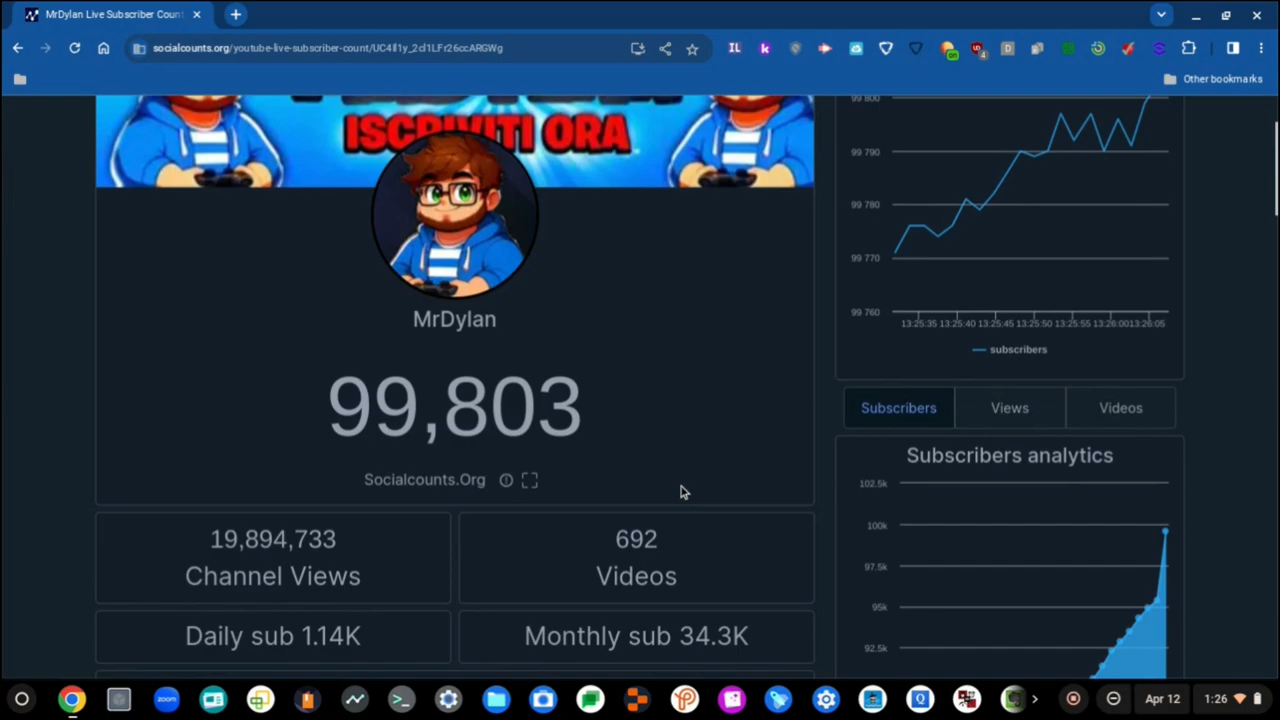 MrDylan Live Subscriber Coun
socialcounts.org/youtube-live-subscriber-count/
Other bookmarks
ISCRIVITI ORA
MrDylan
99,803
Socialcounts.Org
19,894,733
Channel Views
692
Videos
Daily sub 1.14K
Monthly sub 34.3K
99 800
99 790
99 780
99 770
99 760
13:25:35 13:25:40 13:25:45 13:25:50 13:25:55 13:26:00 13:26:05
subscribers
Subscribers Views Videos
Subscribers analytics
102.5k
100k
97.5k
95k
92.5k
zoom
Apr 12
1:26